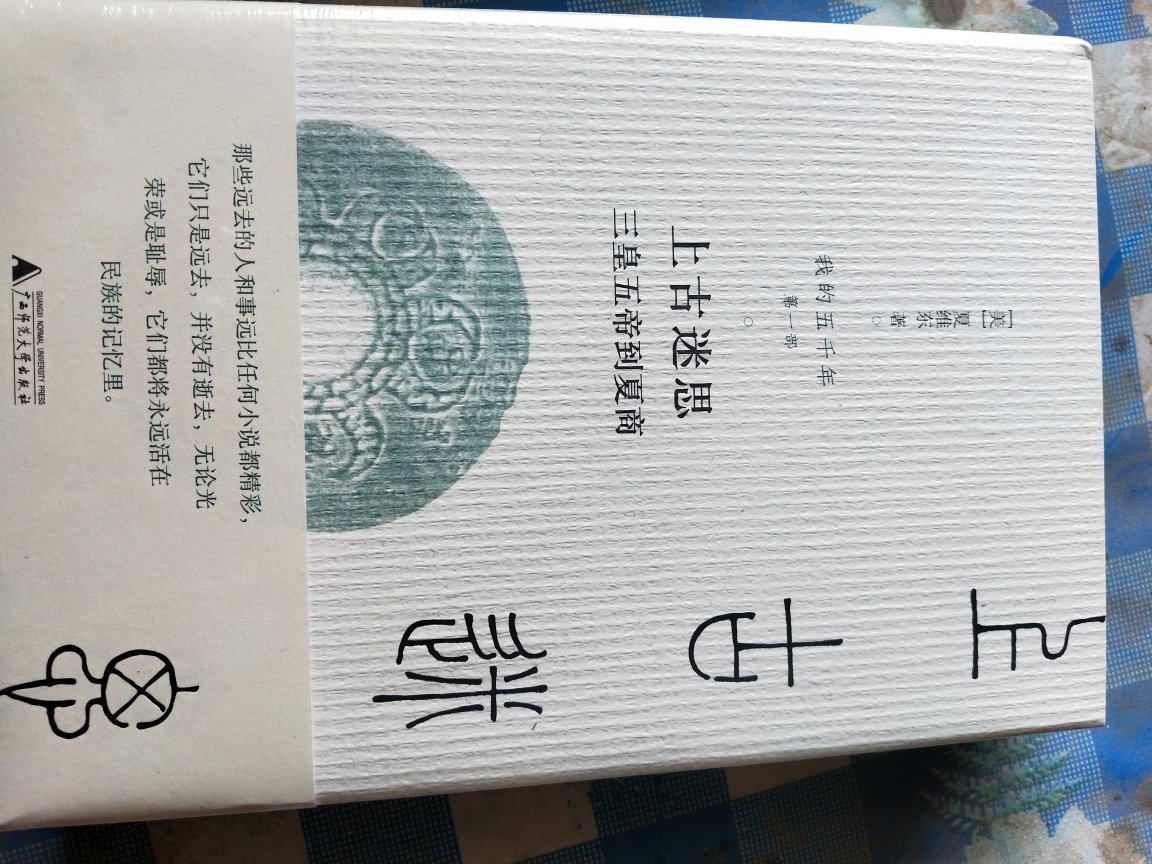 [美]
夏维东
著
我的五千年
第一部
上古迷思
三皇五帝到夏商
上古謎思
那些远去的人和事远比任何小说都精彩，
它们只是远去，并没有逝去，无论光
荣或是耻辱，它们都将永远活在
民族的记忆里。
GUANGXI NORMAL UNIVERSITY PRESS
广西师范大学出版社